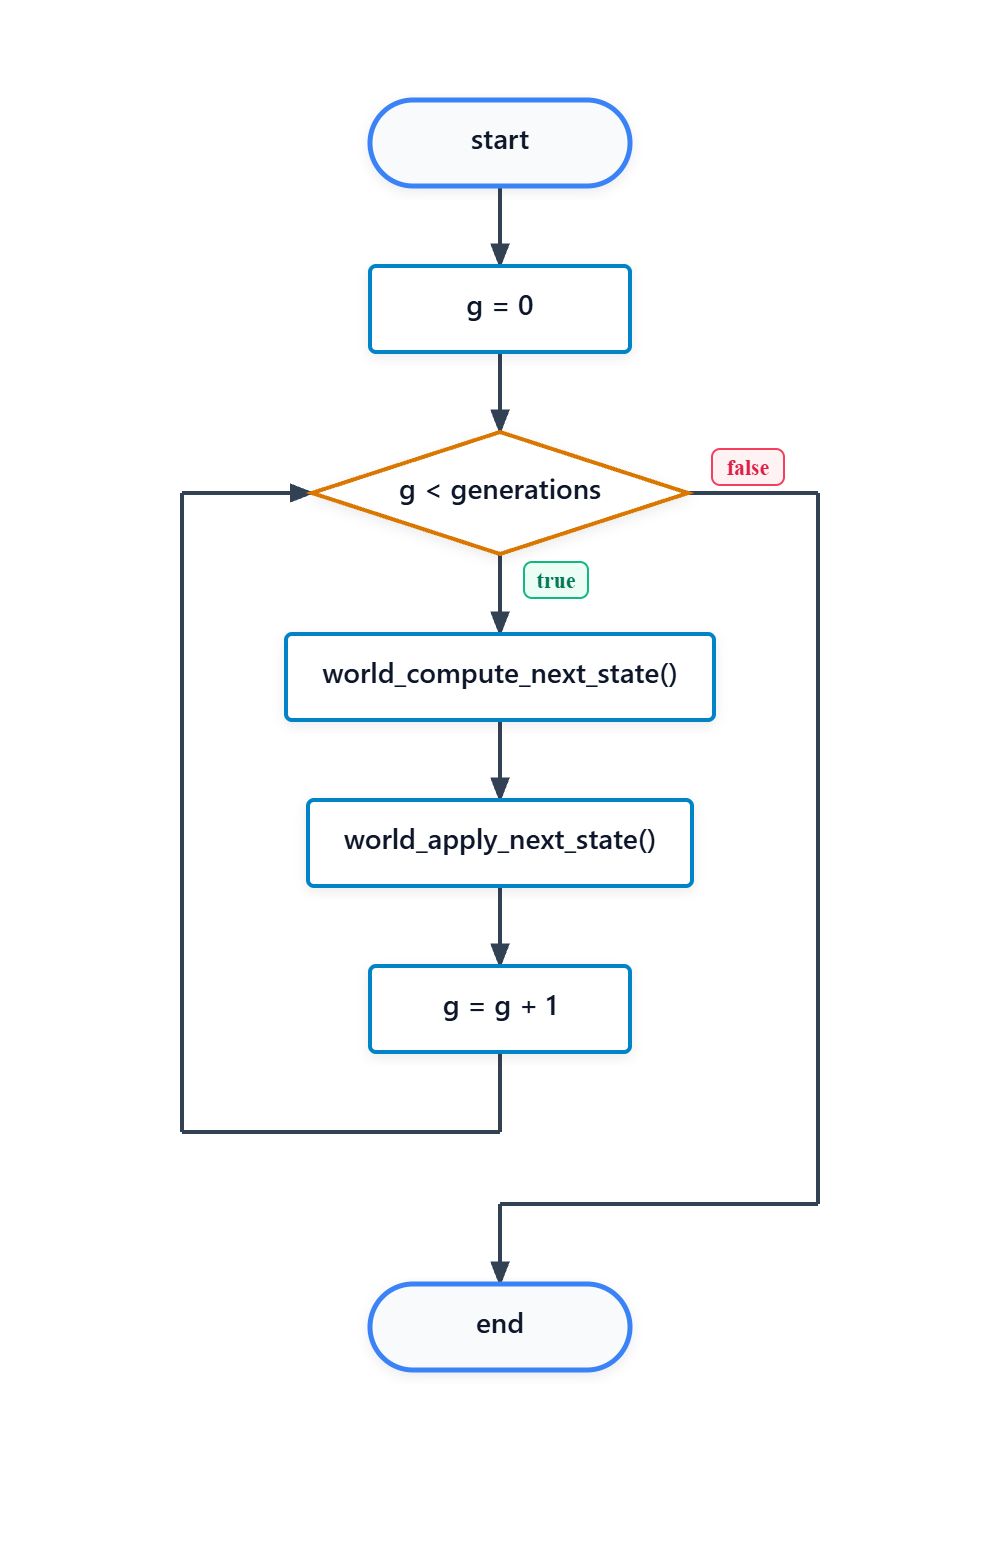 start
g = 0
g < generations
false
true
world_compute_next_state()
world_apply_next_state()
g = g + 1
end